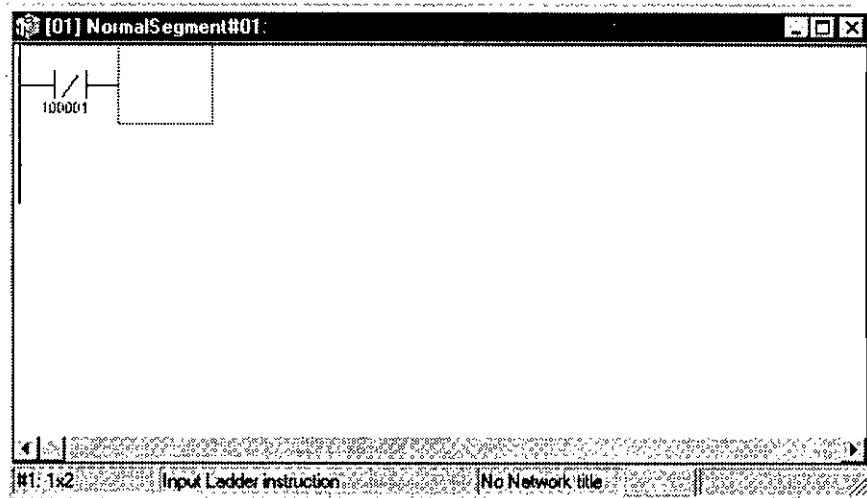 [01] NormalSegment#01:
100001
#1: 1x2 Input Ladder instruction No Network title